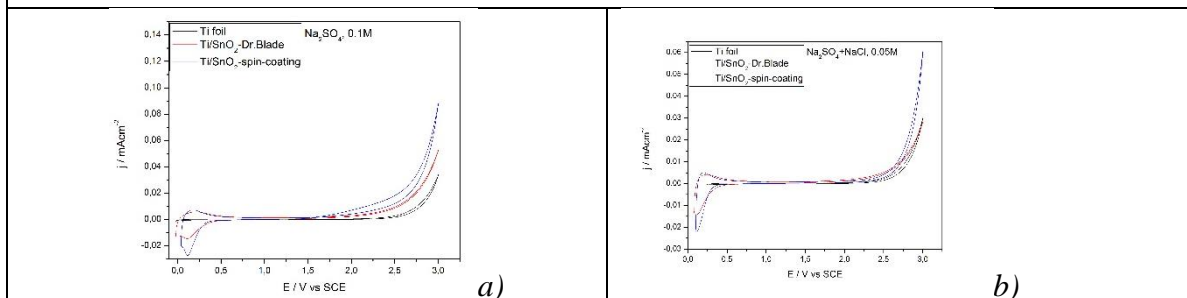 Ti foil
Na₂SO₄, 0.1M
Ti/SnO₂-Dr.Blade
Ti/SnO₂-spin-coating
0,14
0,12
0,10
0,08
0,06
0,04
0,02
0,00
-0,02
j / mAcm⁻²
0,0 0,5 1,0 1,5 2,0 2,5 3,0
E / V vs SCE
a)
Ti foil
Na₂SO₄+NaCl, 0.05M
Ti/SnO₂-Dr.Blade
Ti/SnO₂-spin-coating
0.06
0.05
0.04
0.03
0.02
0.01
0.00
-0,01
-0,02
-0,03
j / mAcm⁻²
0,0 0,5 1,0 1,5 2,0 2,5 3,0
E / V vs SCE
b)